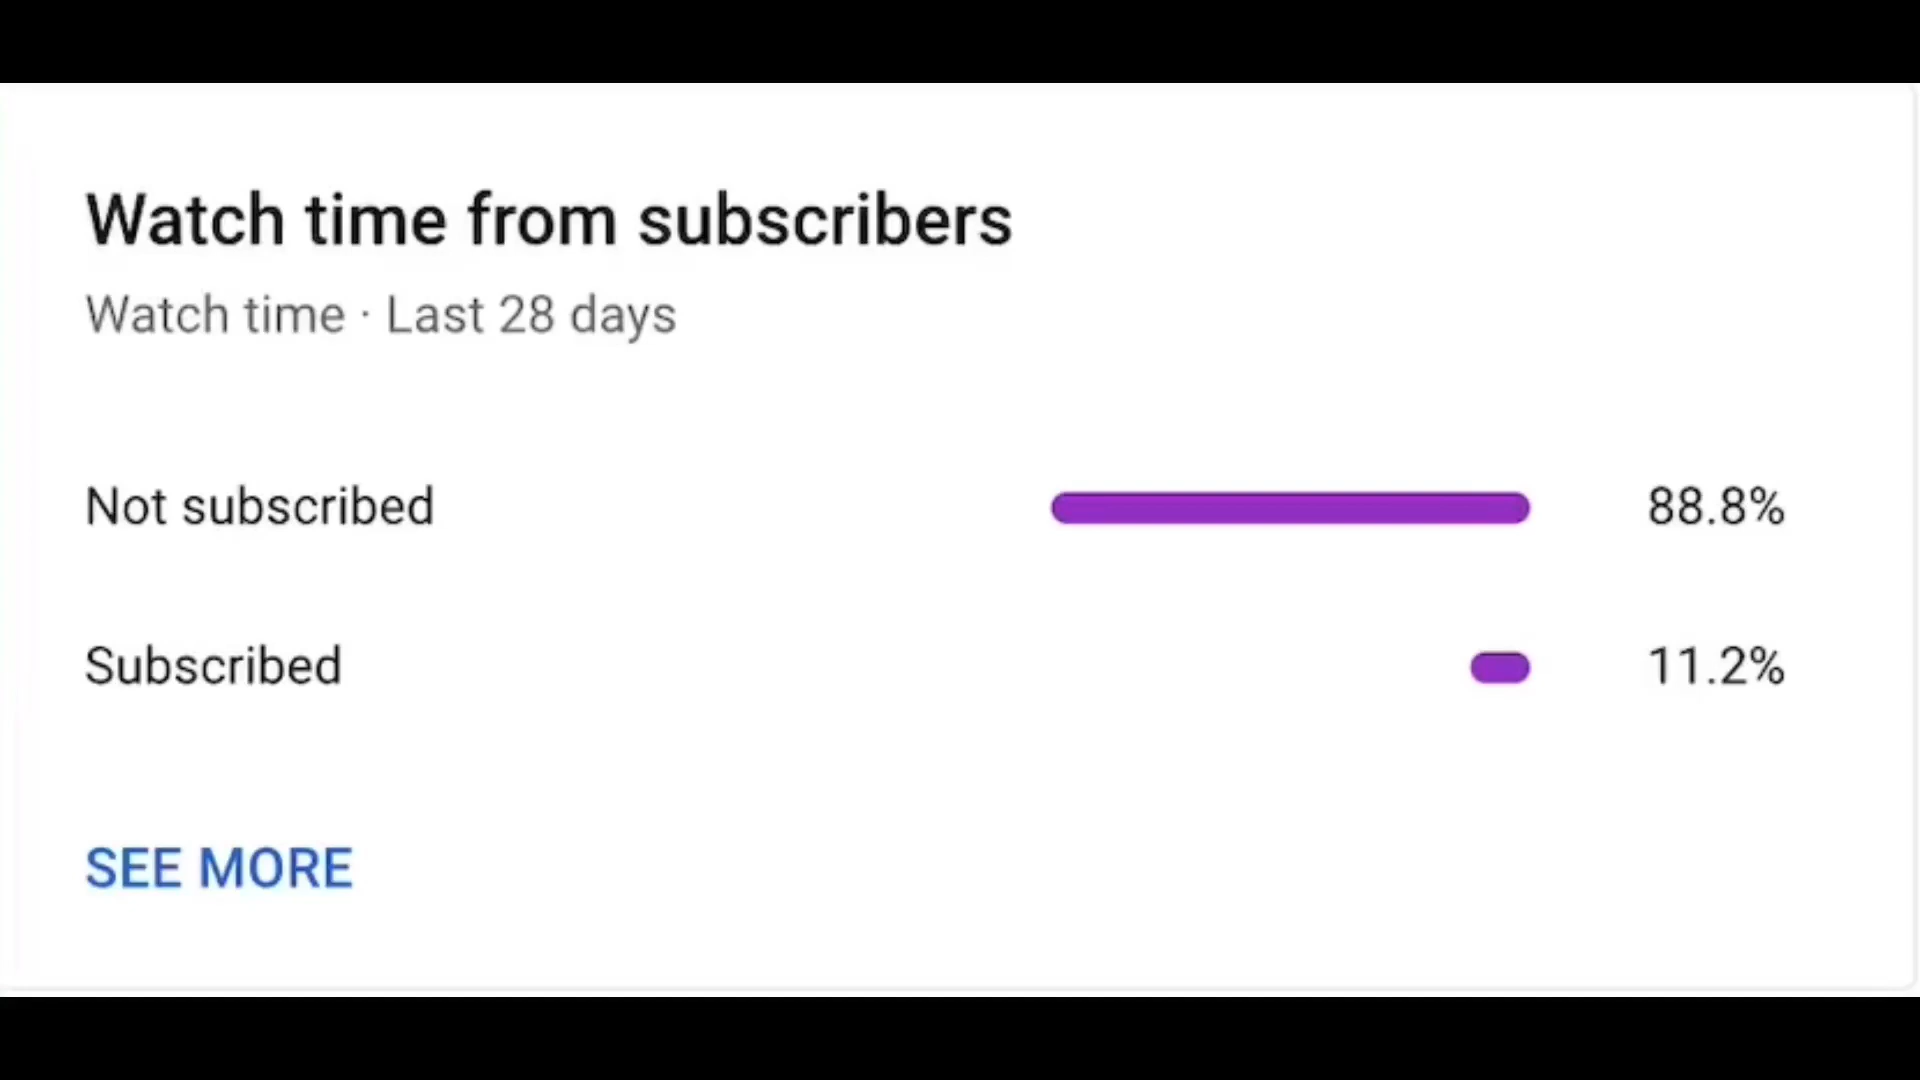 Watch time from subscribers
Watch time · Last 28 days
Not subscribed 88.8%
Subscribed 11.2%
SEE MORE